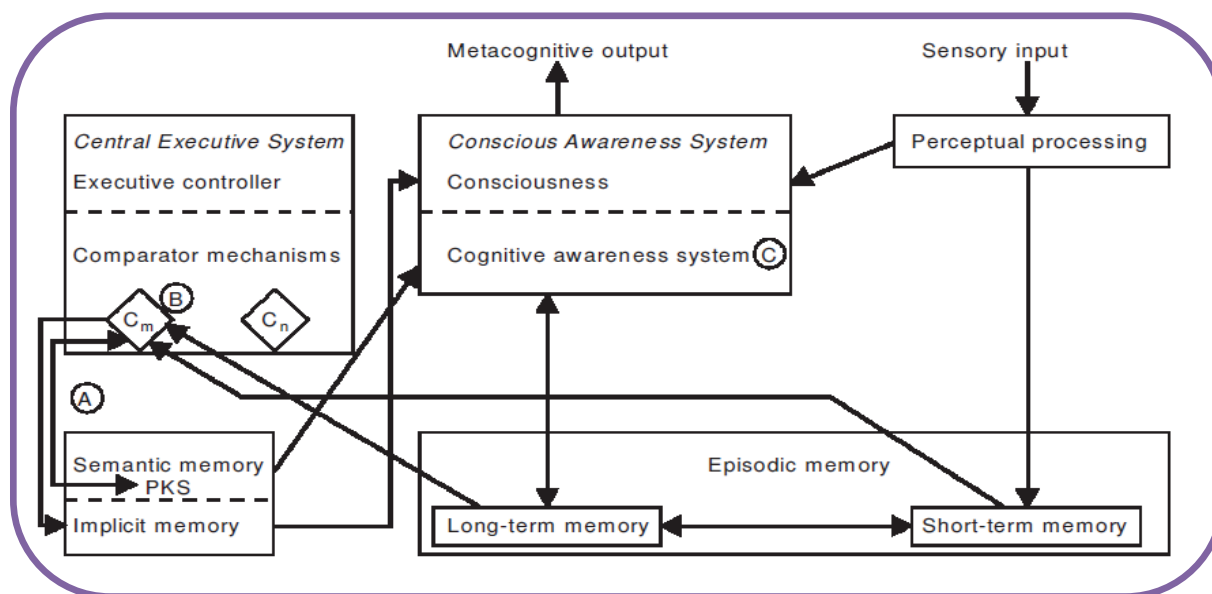 Metacognitive output
Sensory input
Central Executive System
Executive controller
Comparator mechanisms
B
Cm
Cn
Conscious Awareness System
Consciousness
Cognitive awareness system C
Perceptual processing
A
Semantic memory
PKS
Implicit memory
Episodic memory
Long-term memory
Short-term memory